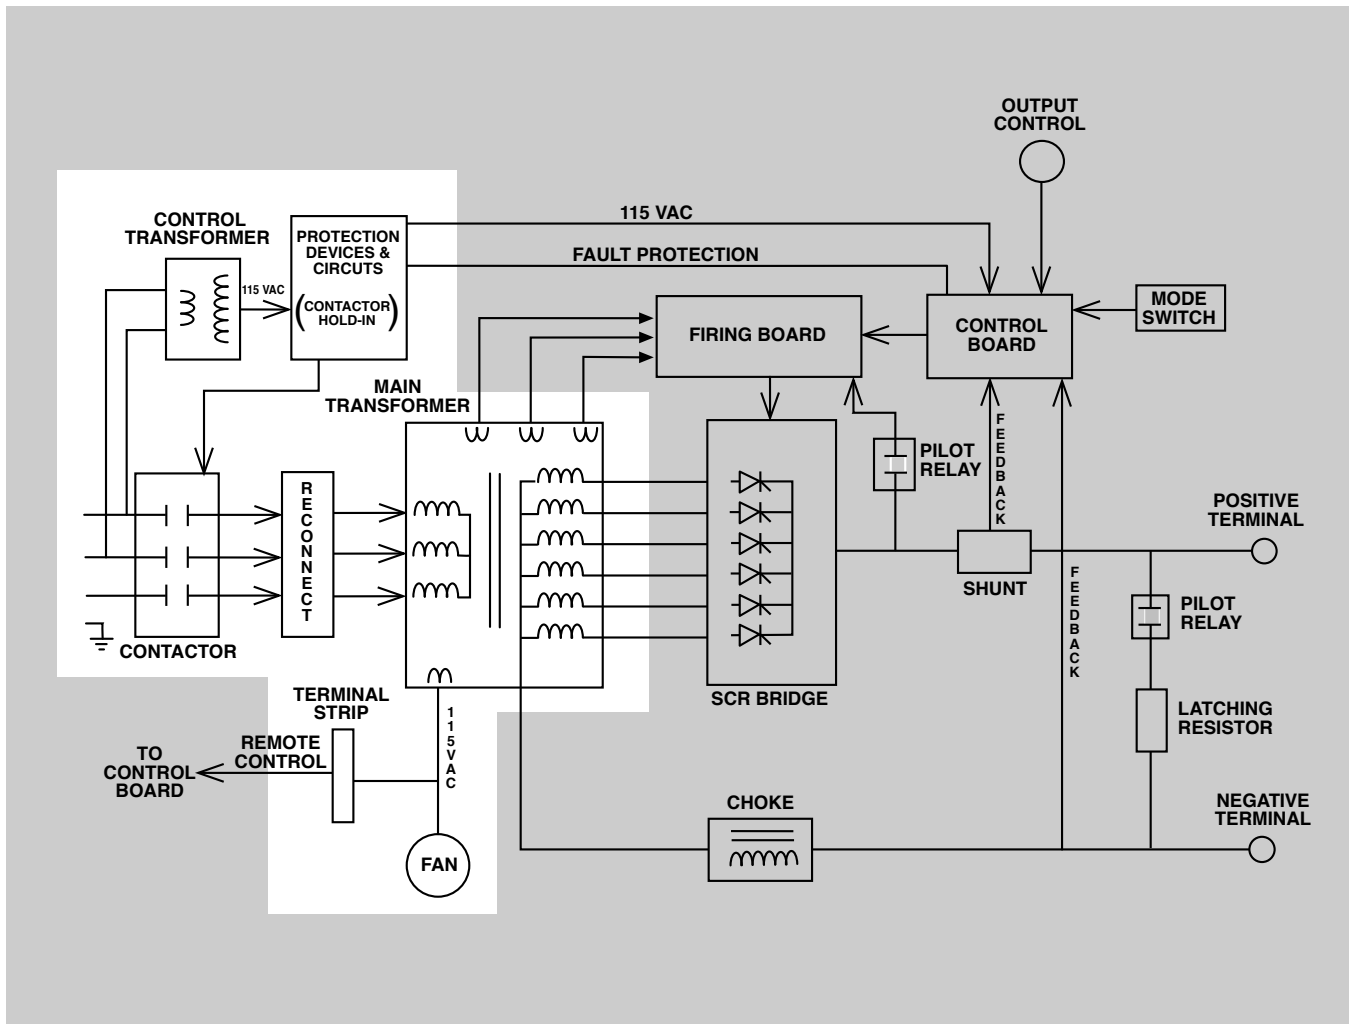 OUTPUT
CONTROL
CONTROL
TRANSFORMER
115 VAC
PROTECTION
DEVICES &
CIRCUTS
(CONTACTOR
HOLD-IN)
115 VAC
FAULT PROTECTION
FIRING BOARD
CONTROL
BOARD
MODE
SWITCH
MAIN
TRANSFORMER
PILOT
RELAY
FEEDBACK
RECONNECT
CONTACTOR
POSITIVE
TERMINAL
SHUNT
FEEDBACK
PILOT
RELAY
SCR BRIDGE
TERMINAL
STRIP
115VAC
LATCHING
RESISTOR
REMOTE
CONTROL
TO
CONTROL
BOARD
CHOKE
NEGATIVE
TERMINAL
FAN